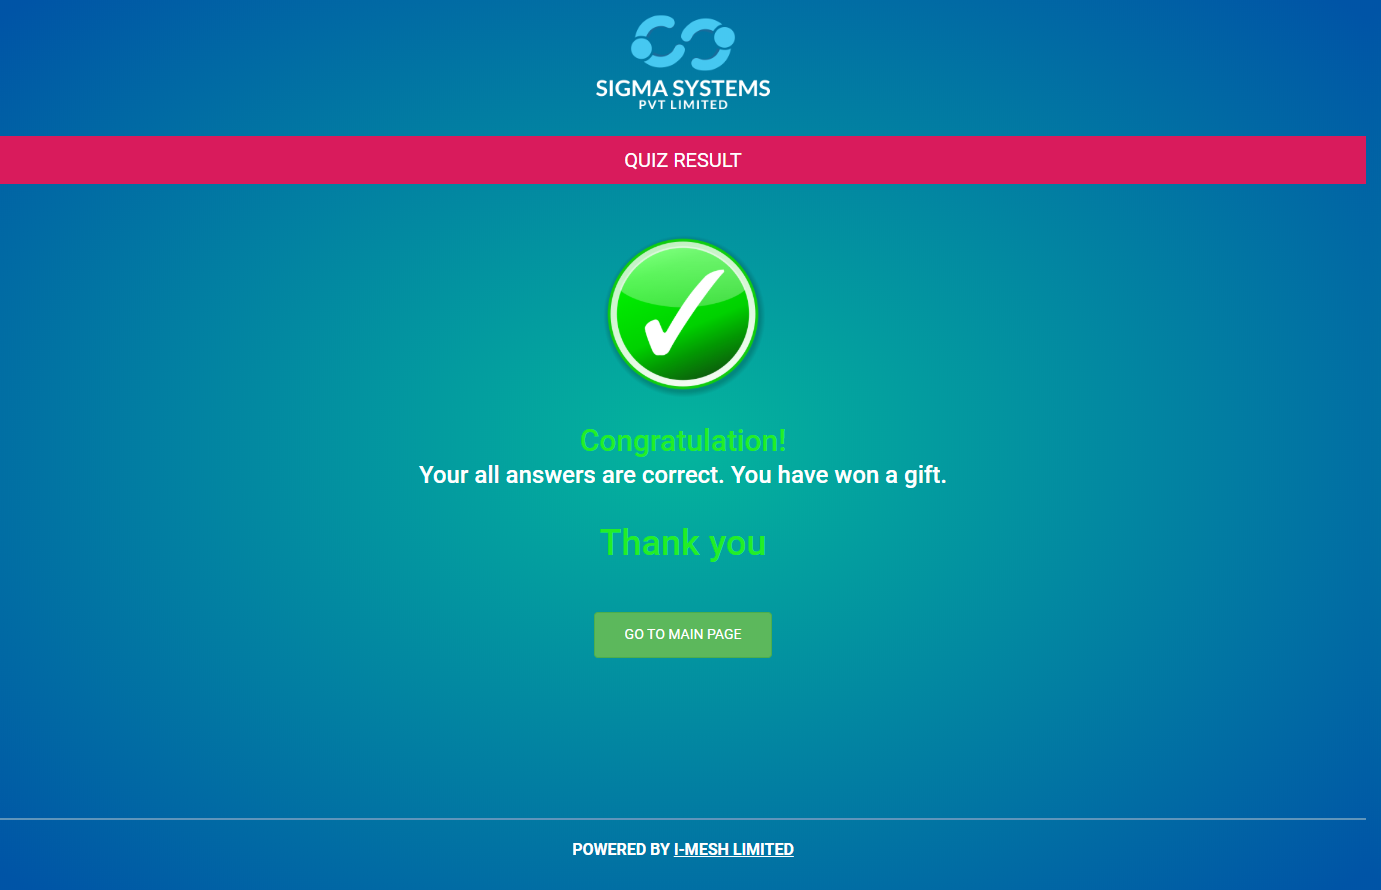 SIGMA SYSTEMS
PVT LIMITED
QUIZ RESULT
Congratulation!
Your all answers are correct. You have won a gift.
Thank you
GO TO MAIN PAGE
POWERED BY I-MESH LIMITED